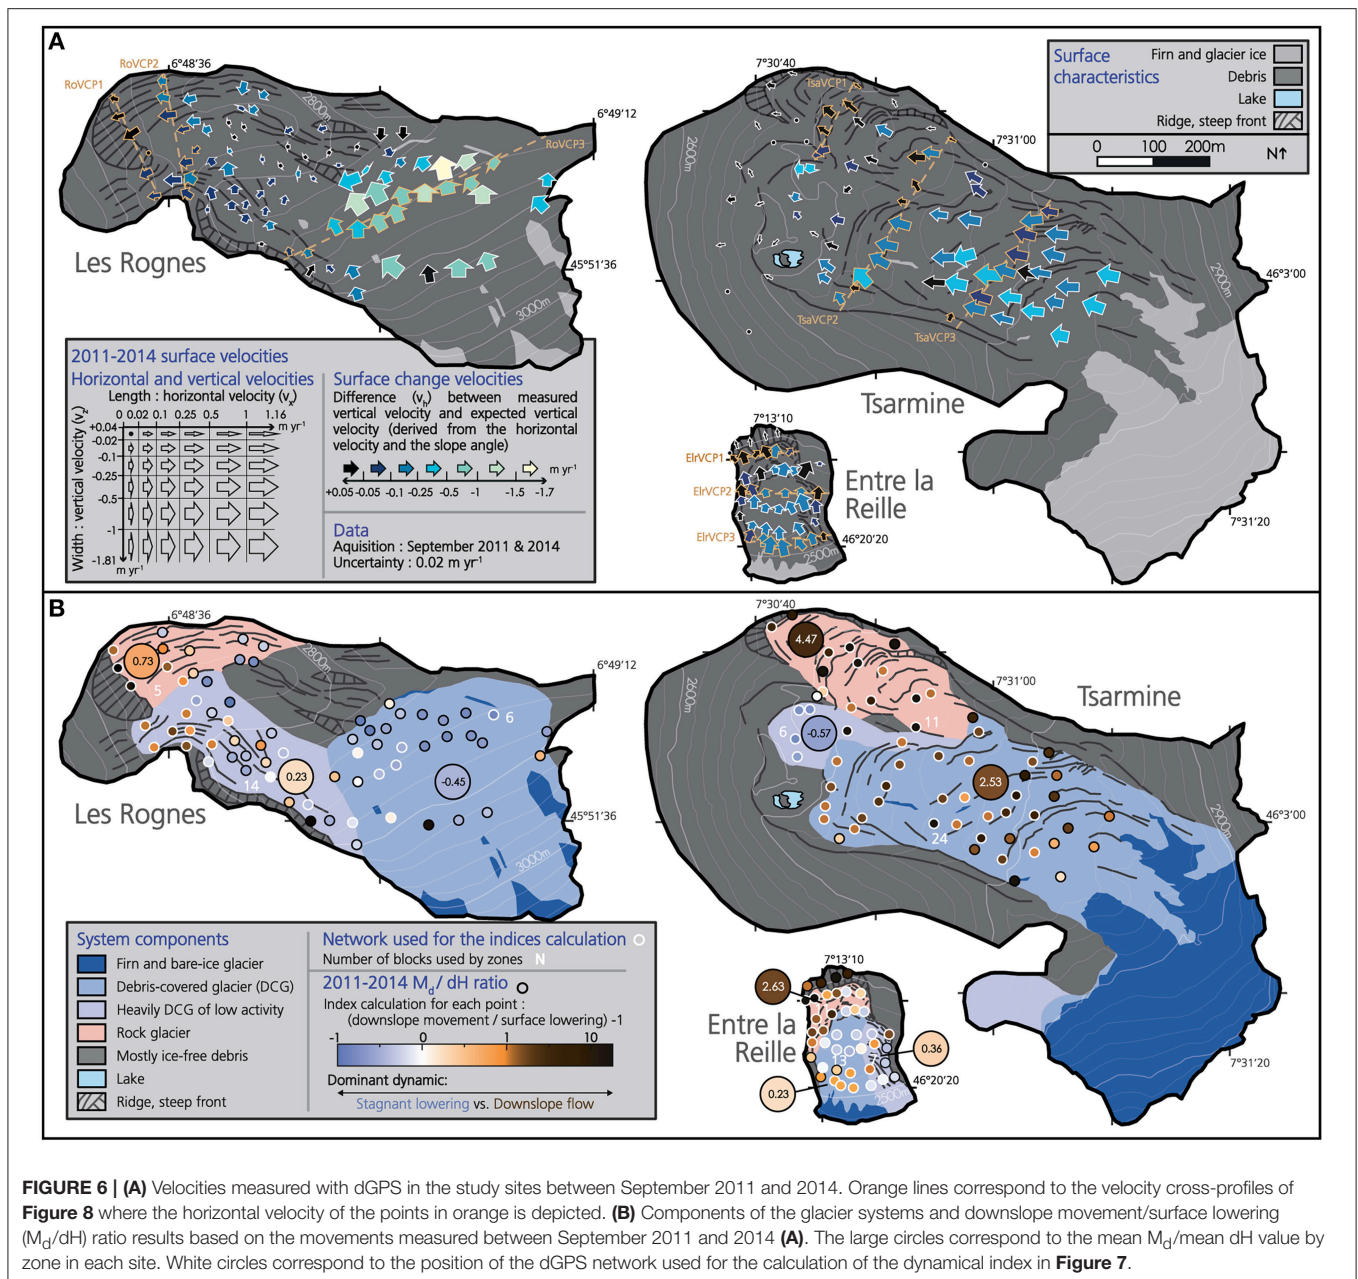 A
RoVCP2
6°48'36
RoVCP1
2800m
6°49'12
RoVCP3
Les Rognes
45°51'36
3000m
7°30'40
TsaVCP1
2600m
7°31'00
Surface characteristics
Firn and glacier ice
Debris
Lake
Ridge, steep front
0 100 200m
N↑
46°3'00
2900m
TsaVCP2
TsaVCP3
Tsarmine
7°31'20
7°13'10
ElrVCP1
ElrVCP2
ElrVCP3
Entre la
Reille
46°20'20
2500m
2011-2014 surface velocities
Horizontal and vertical velocities
Length : horizontal velocity (vx)
0 0.02 0.1 0.25 0.5 1 1.16
m yr-1
Width : vertical velocity (vz)
+0.04
-0.02
-0.1
-0.25
-0.5
-1
-1.81
m yr-1
Surface change velocities
Difference (vh) between measured
vertical velocity and expected vertical
velocity (derived from the horizontal
velocity and the slope angle)
m yr-1
+0.05 -0.05 -0.1 -0.25 -0.5 -1 -1.5 -1.7
Data
Aquisition : September 2011 & 2014
Uncertainty : 0.02 m yr-1
B
6°48'36
0.73
5
2800m
6°49'12
6
14
0.23
-0.45
Les Rognes
45°51'36
3000m
7°30'40
4.47
2600m
7°31'00
Tsarmine
11
6
-0.57
2.53
24
46°3'00
2900m
7°31'20
7°13'10
2.63
Entre la
Reille
13
7
0.36
0.23
46°20'20
2500m
System components
Firn and bare-ice glacier
Debris-covered glacier (DCG)
Heavily DCG of low activity
Rock glacier
Mostly ice-free debris
Lake
Ridge, steep front
Network used for the indices calculation
Number of blocks used by zones N
2011-2014 Md/ dH ratio
Index calculation for each point :
(downslope movement / surface lowering) -1
-1 0 1 10
Dominant dynamic:
Stagnant lowering vs. Downslope flow
FIGURE 6 | (A) Velocities measured with dGPS in the study sites between September 2011 and 2014. Orange lines correspond to the velocity cross-profiles of
Figure 8 where the horizontal velocity of the points in orange is depicted. (B) Components of the glacier systems and downslope movement/surface lowering
(Md/dH) ratio results based on the movements measured between September 2011 and 2014 (A). The large circles correspond to the mean Md/mean dH value by
zone in each site. White circles correspond to the position of the dGPS network used for the calculation of the dynamical index in Figure 7.